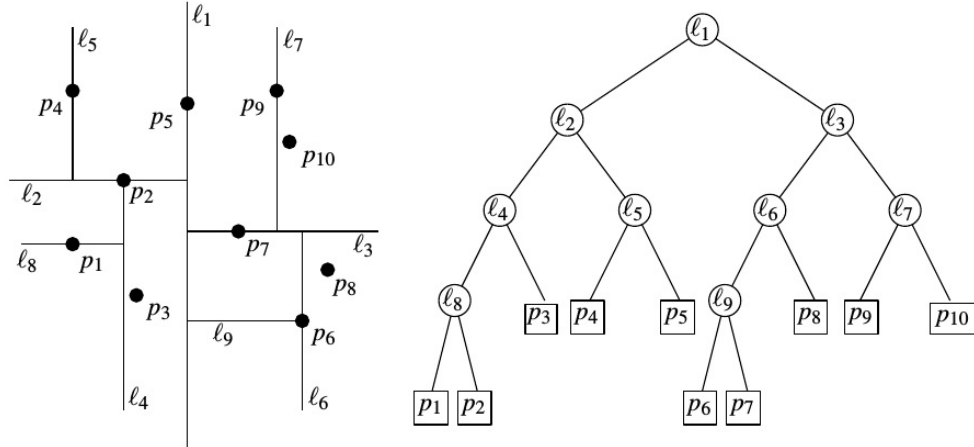 ℓ₅
ℓ₁
ℓ₇
p₄
p₅
p₉
p₁₀
ℓ₂
p₂
ℓ₈
p₁
p₇
ℓ₃
p₈
p₃
ℓ₉
p₆
ℓ₄
ℓ₆
ℓ₁
ℓ₂ ℓ₃
ℓ₄ ℓ₅ ℓ₆ ℓ₇
ℓ₈ p₃ p₄ p₅ ℓ₉ p₈ p₉ p₁₀
p₁ p₂ p₆ p₇